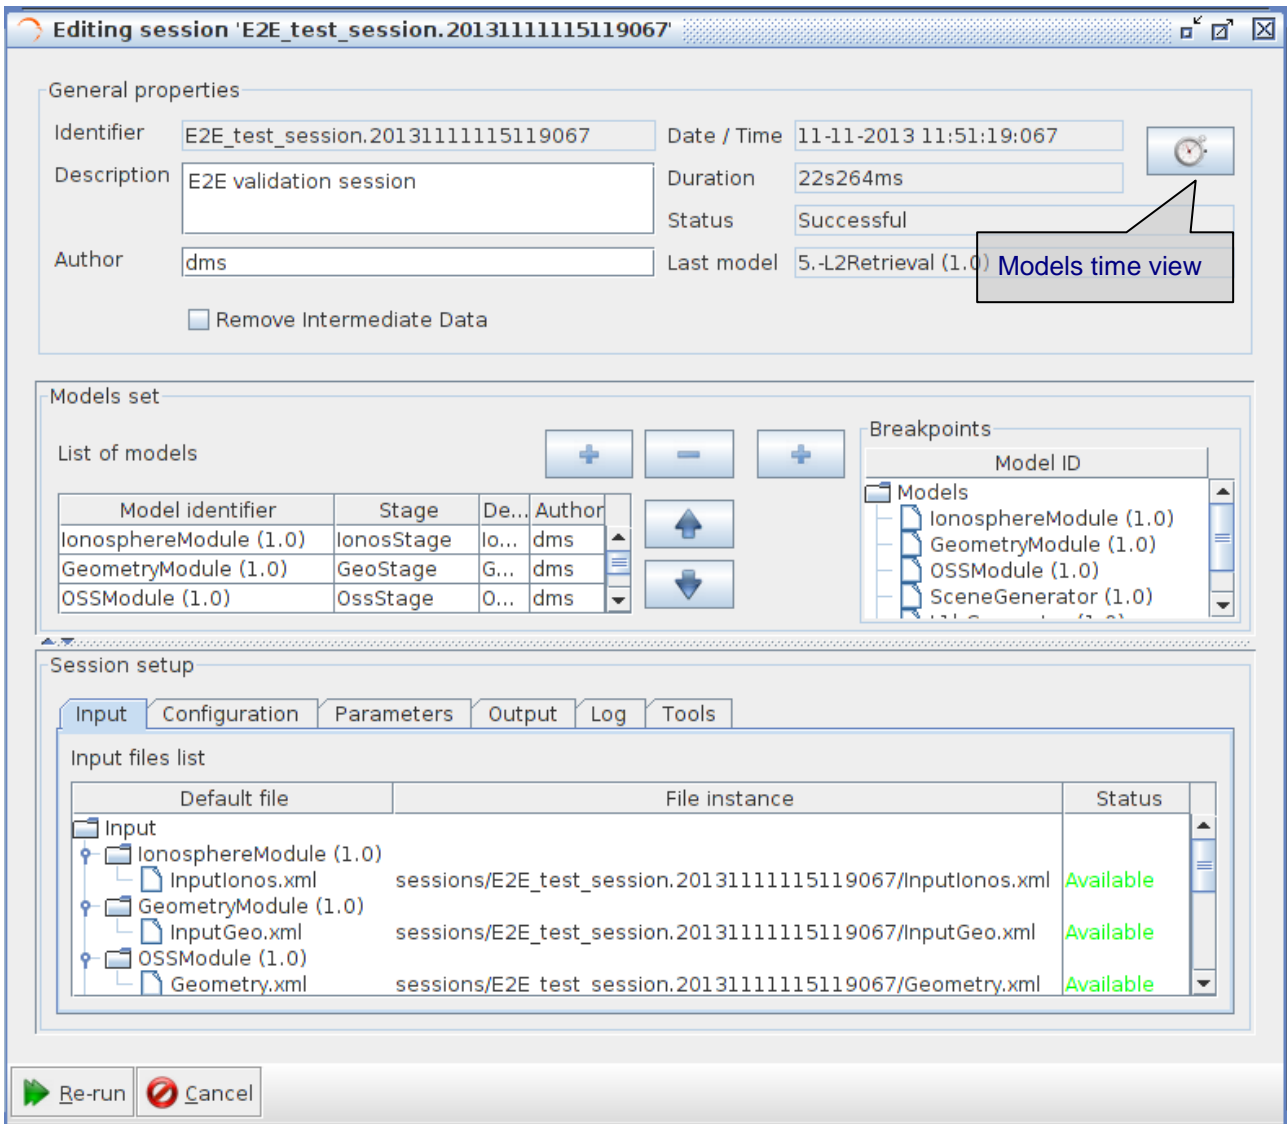 Editing session 'E2E_test_session.20131111115119067'
General properties
Identifier E2E_test_session.20131111115119067 Date / Time 11-11-2013 11:51:19:067
Description E2E validation session Duration 22s264ms
Status Successful
Author dms Last model 5.-L2Retrieval (1.0)
Models time view
Remove Intermediate Data
Models set
List of models
Breakpoints
Model ID
Model identifier Stage De... Author
IonosphereModule (1.0) IonosStage Io... dms
GeometryModule (1.0) GeoStage G... dms
OSSModule (1.0) OssStage O... dms
Models
IonosphereModule (1.0)
GeometryModule (1.0)
OSSModule (1.0)
SceneGenerator (1.0)
Session setup
Input Configuration Parameters Output Log Tools
Input files list
Default file File instance Status
Input
IonosphereModule (1.0)
InputIonos.xml sessions/E2E_test_session.20131111115119067/InputIonos.xml Available
GeometryModule (1.0)
InputGeo.xml sessions/E2E_test_session.20131111115119067/InputGeo.xml Available
OSSModule (1.0)
Geometry.xml sessions/E2E_test_session.20131111115119067/Geometry.xml Available
Re-run Cancel